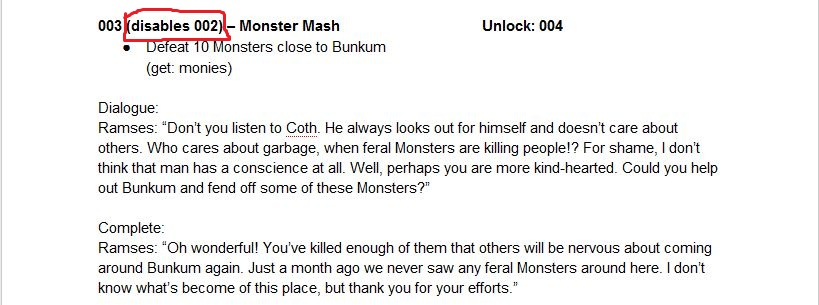 003 (disables 002) – Monster Mash Unlock: 004
● Defeat 10 Monsters close to Bunkum
(get: monies)
Dialogue:
Ramses: “Don’t you listen to Coth. He always looks out for himself and doesn’t care about
others. Who cares about garbage, when feral Monsters are killing people!? For shame, I don’t
think that man has a conscience at all. Well, perhaps you are more kind-hearted. Could you help
out Bunkum and fend off some of these Monsters?”
Complete:
Ramses: “Oh wonderful! You’ve killed enough of them that others will be nervous about coming
around Bunkum again. Just a month ago we never saw any feral Monsters around here. I don’t
know what’s become of this place, but thank you for your efforts.”